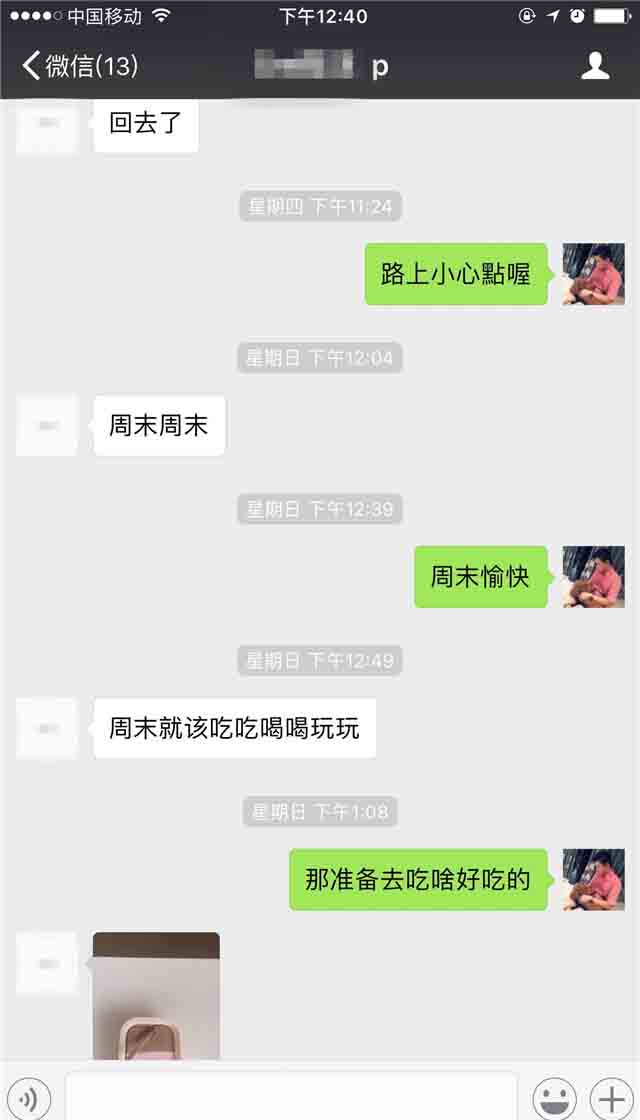 中国移动 下午12:40
微信(13) p
回去了
星期四 下午11:24
路上小心點喔
星期日 下午12:04
周末周末
星期日 下午12:39
周末愉快
星期日 下午12:49
周末就该吃吃喝喝玩玩
星期日 下午1:08
那准备去吃啥好吃的